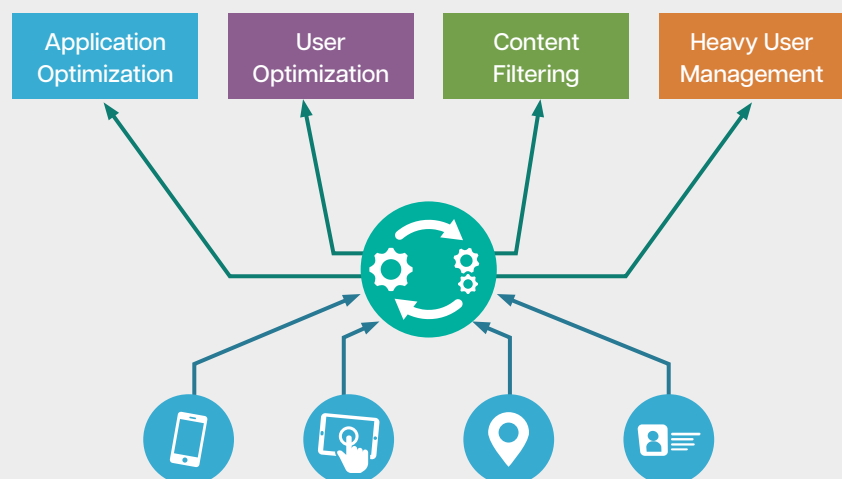 Application
Optimization
User
Optimization
Content
Filtering
Heavy User
Management